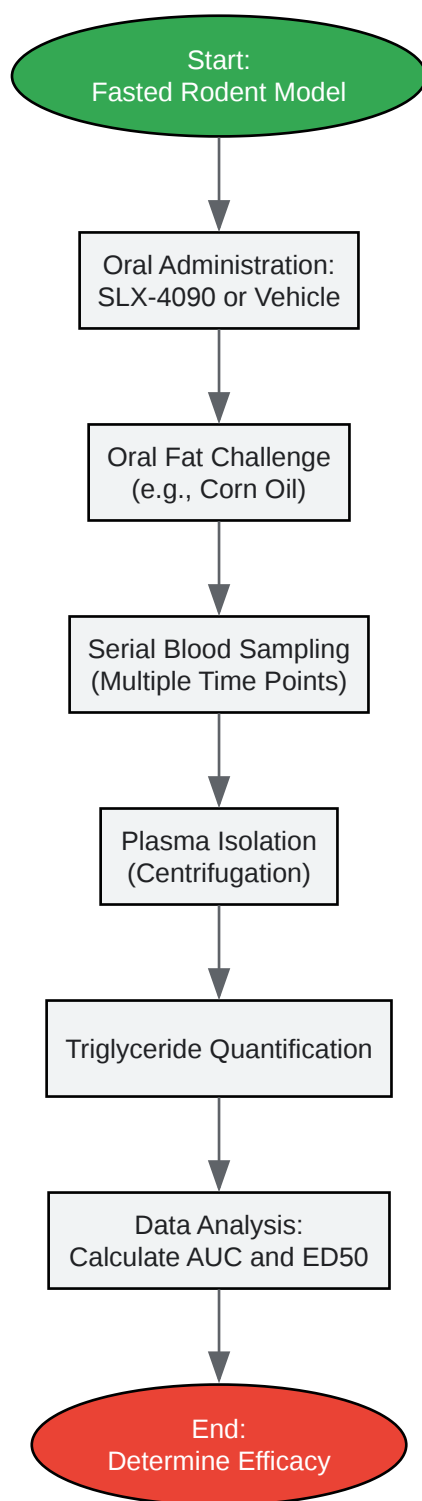 Start:
Fasted Rodent Model
Oral Administration:
SLX-4090 or Vehicle
Oral Fat Challenge
(e.g., Corn Oil)
Serial Blood Sampling
(Multiple Time Points)
Plasma Isolation
(Centrifugation)
Triglyceride Quantification
Data Analysis:
Calculate AUC and ED50
End:
Determine Efficacy